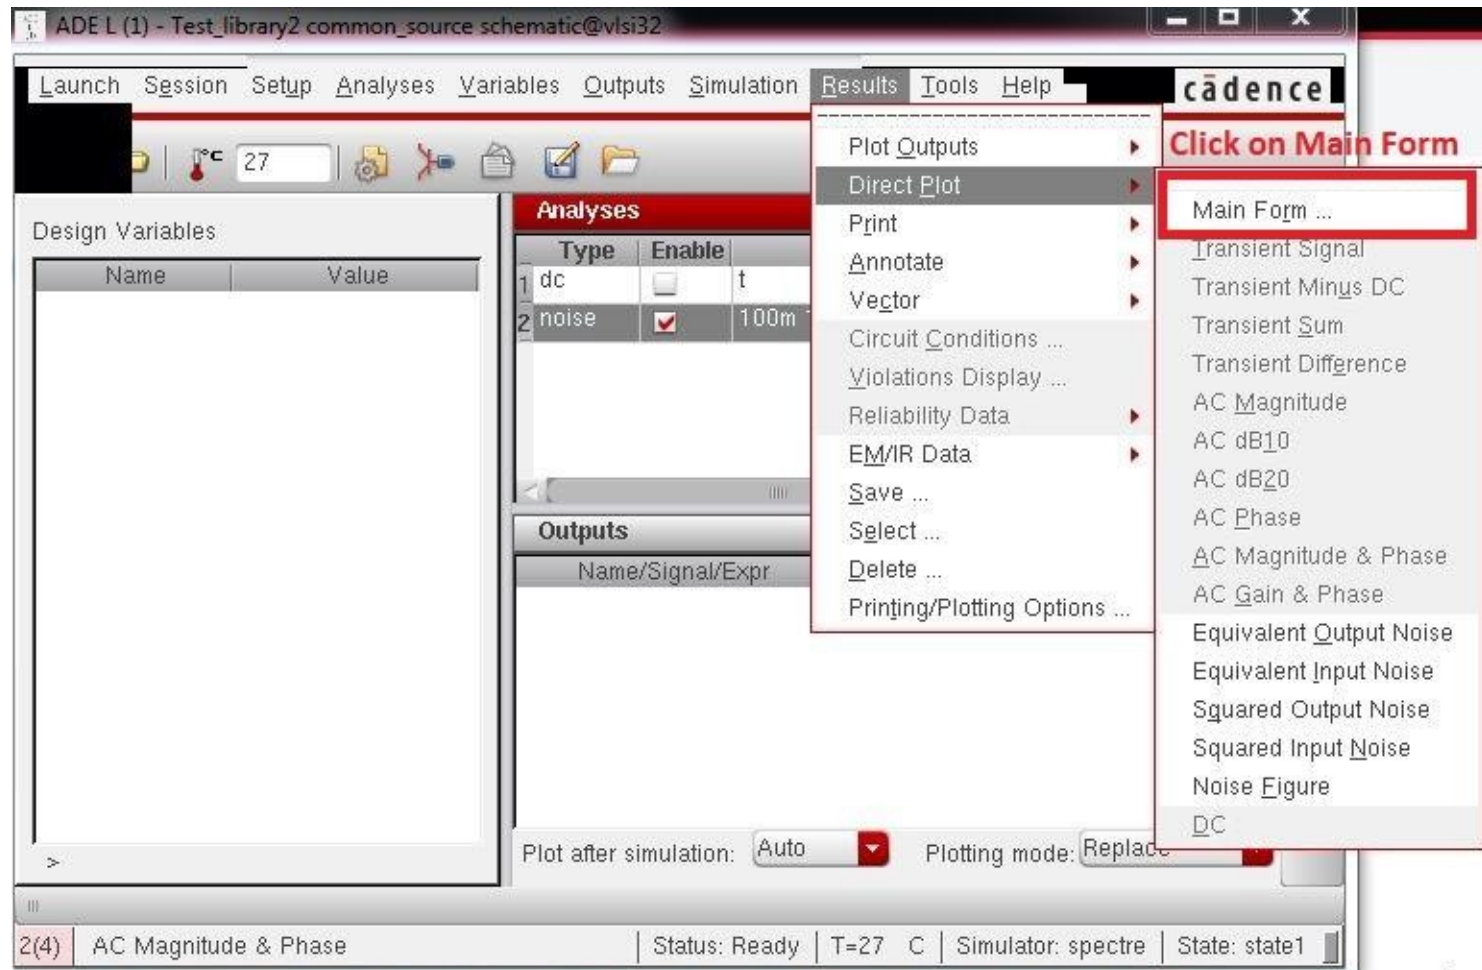 ADE L (1) - Test_library2 common_source schematic@vlsi32
Launch Session Setup Analyses Variables Outputs Simulation Results Tools Help
cādence
°C 27
Design Variables
Name Value
>
Analyses
Type Enable
1 dc t
2 noise 100m
Outputs
Name/Signal/Expr
Plot after simulation: Auto Plotting mode: Replace
Plot Outputs
Direct Plot
Print
Annotate
Vector
Circuit Conditions ...
Violations Display ...
Reliability Data
EM/IR Data
Save ...
Select ...
Delete ...
Printing/Plotting Options ...
Click on Main Form
Main Form ...
Transient Signal
Transient Minus DC
Transient Sum
Transient Difference
AC Magnitude
AC dB10
AC dB20
AC Phase
AC Magnitude & Phase
AC Gain & Phase
Equivalent Output Noise
Equivalent Input Noise
Squared Output Noise
Squared Input Noise
Noise Figure
DC
2(4) AC Magnitude & Phase Status: Ready T=27 C Simulator: spectre State: state1